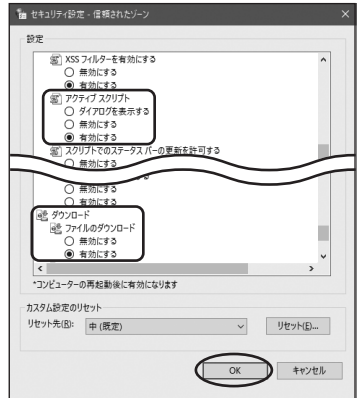 セキュリティ設定 - 信頼されたゾーン
設定
XSS フィルターを有効にする
無効にする
有効にする
アクティブ スクリプト
ダイアログを表示する
無効にする
有効にする
スクリプトでのステータス バーの更新を許可する
無効にする
無効にする
有効にする
ダウンロード
ファイルのダウンロード
無効にする
有効にする
*コンピューターの再起動後に有効になります
カスタム設定のリセット
リセット先(R): 中 (既定) リセット(E)...
OK キャンセル